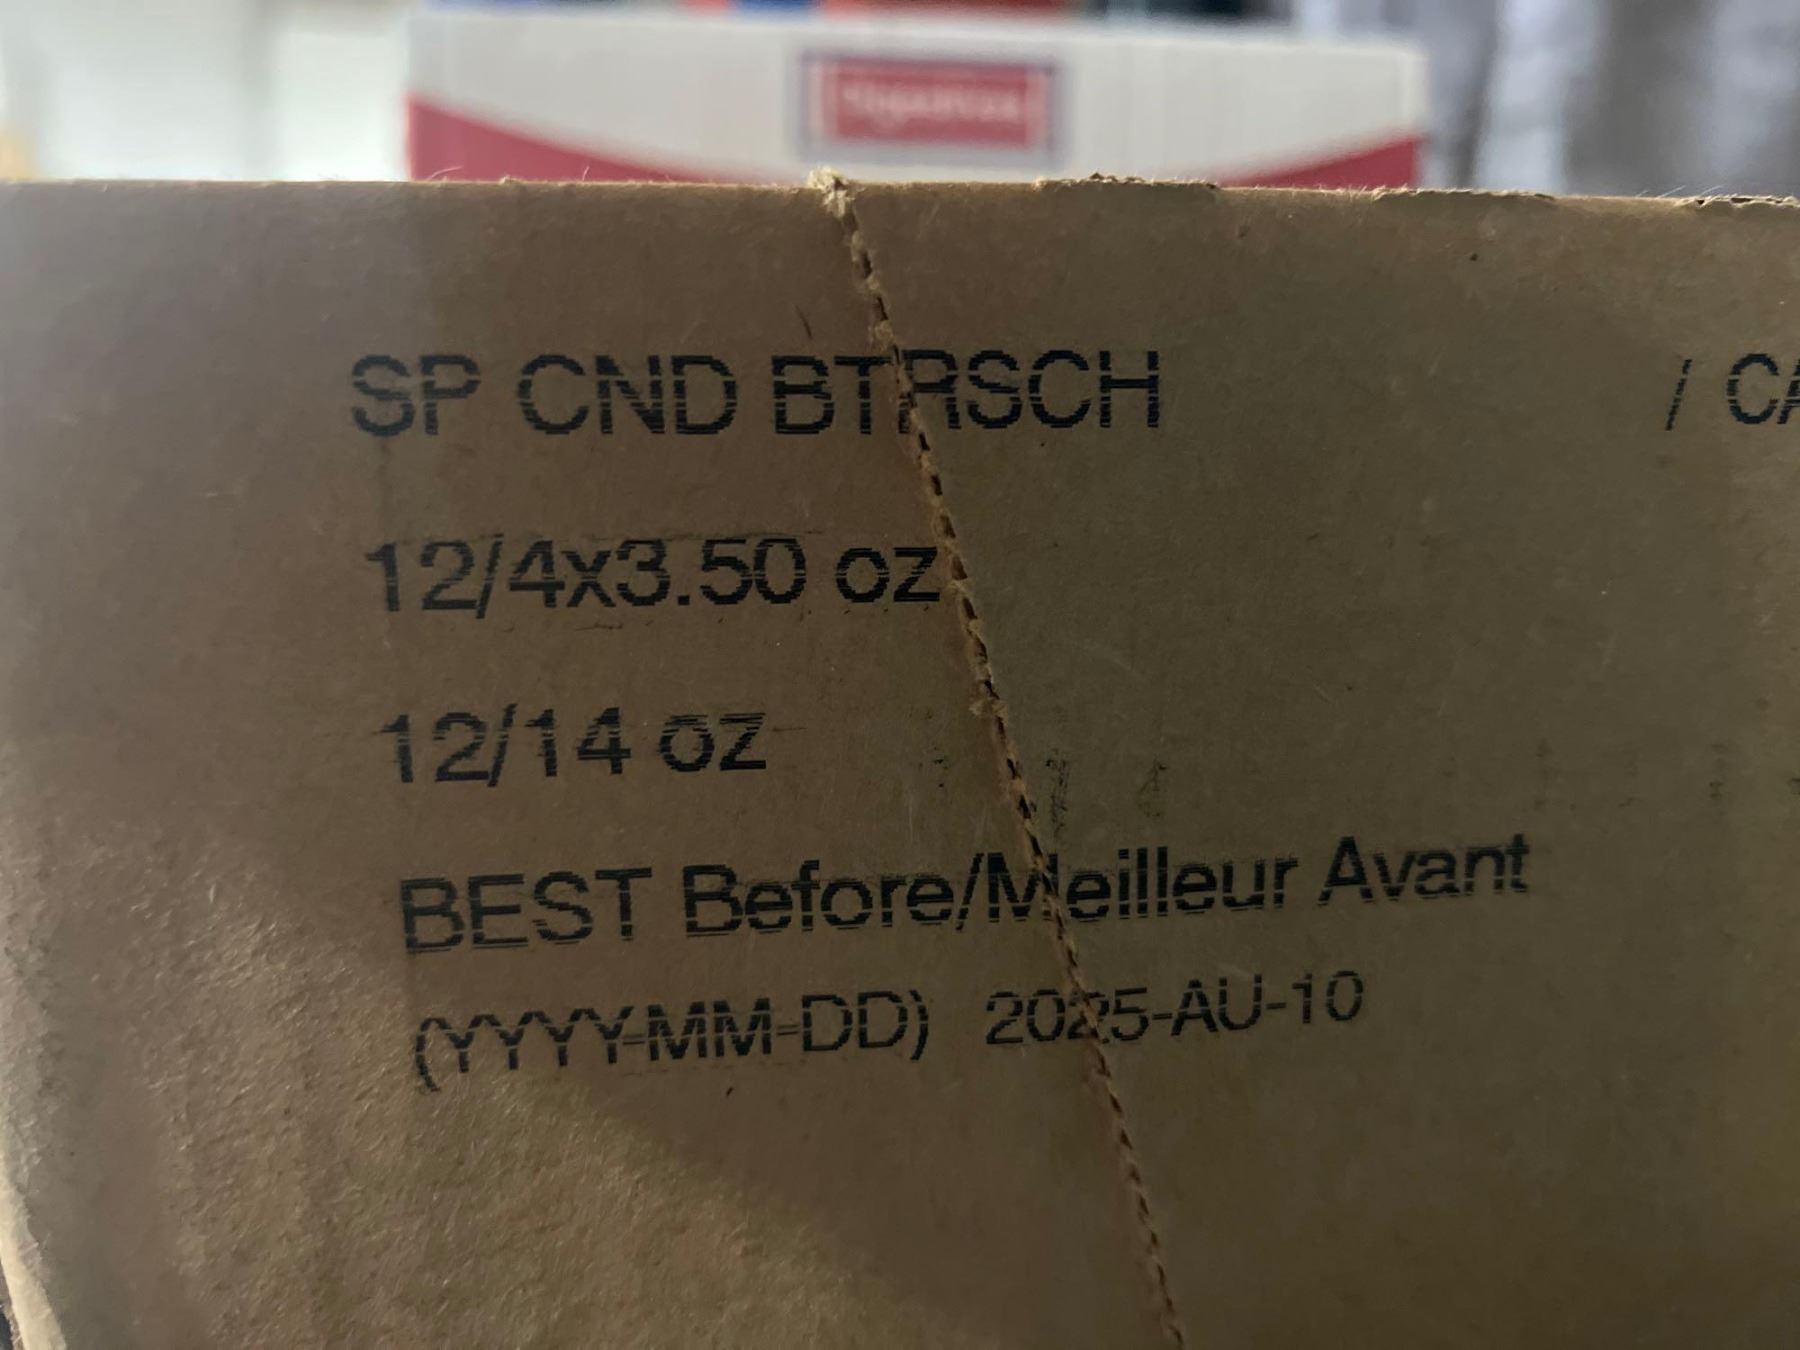 SP CND BTRSCH / CA
12/4x3.50 oz
12/14 oz
BEST Before/Meilleur Avant
(YYYY-MM-DD) 2025-AU-10